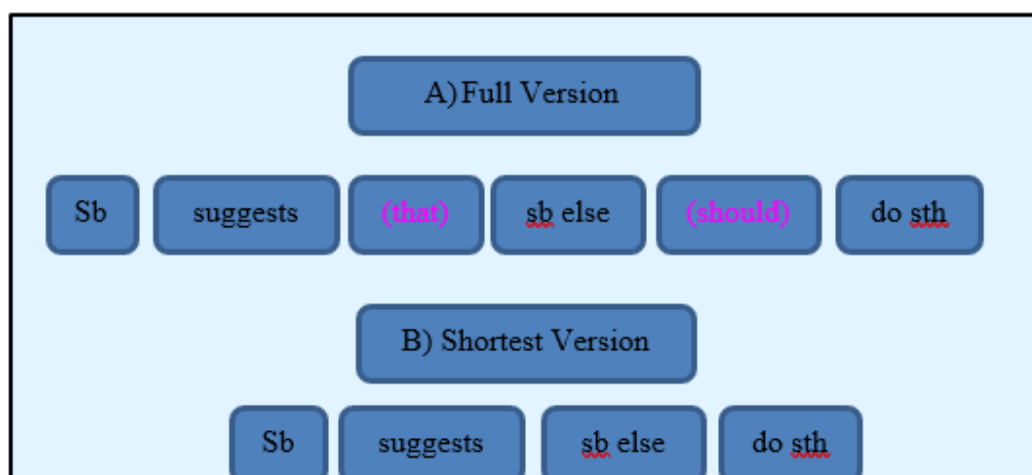 A) Full Version
Sb suggests (that) sb else (should) do sth
B) Shortest Version
Sb suggests sb else do sth